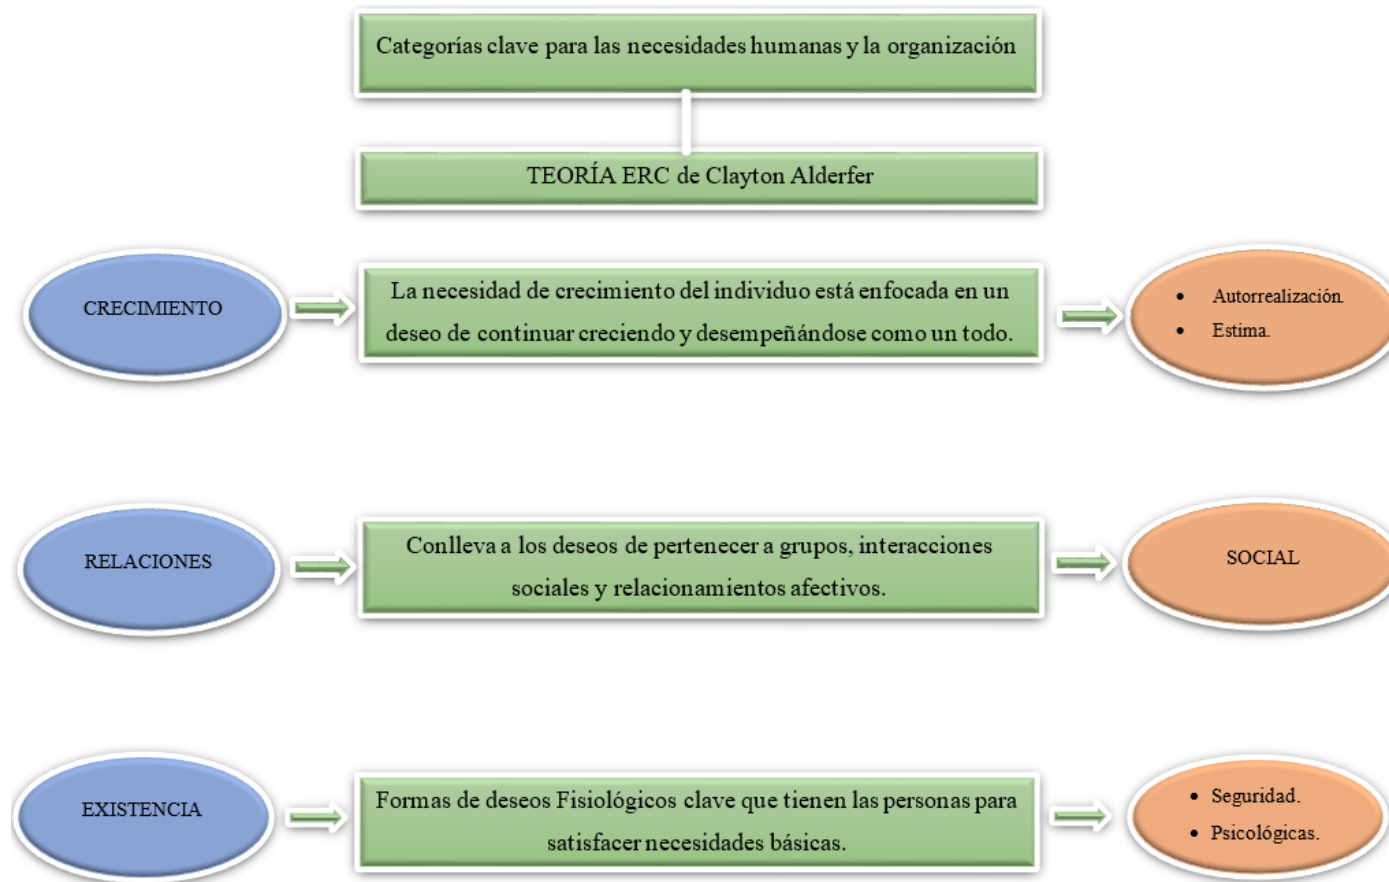 Categorías clave para las necesidades humanas y la organización
TEORÍA ERC de Clayton Alderfer
CRECIMIENTO
La necesidad de crecimiento del individuo está enfocada en un
deseo de continuar creciendo y desempeñándose como un todo.
• Autorrealización.
• Estima.
RELACIONES
Conlleva a los deseos de pertenecer a grupos, interacciones
sociales y relacionamientos afectivos.
SOCIAL
EXISTENCIA
Formas de deseos Fisiológicos clave que tienen las personas para
satisfacer necesidades básicas.
• Seguridad.
• Psicológicas.